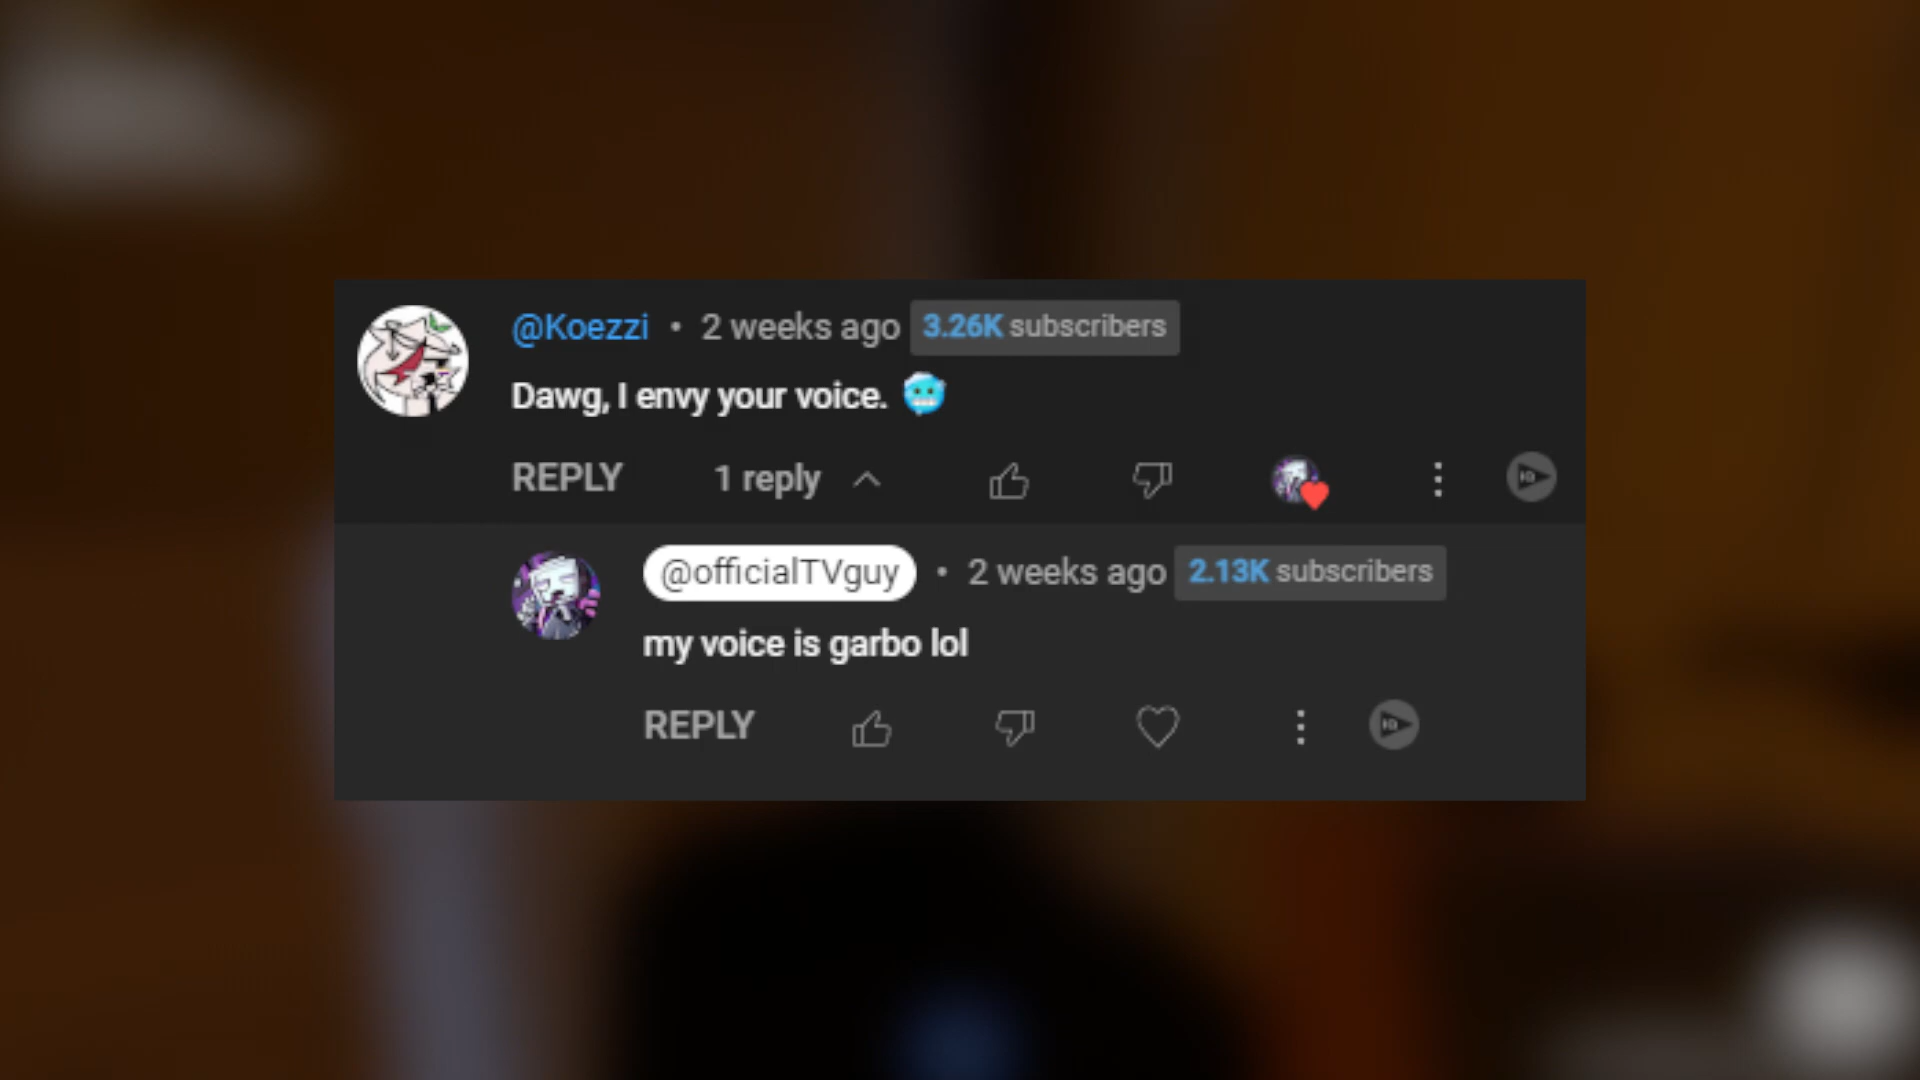 @Koezzi • 2 weeks ago 3.26K subscribers
Dawg, I envy your voice. 🥶
REPLY 1 reply
@officialTVguy • 2 weeks ago 2.13K subscribers
my voice is garbo lol
REPLY